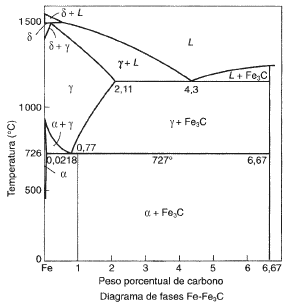 δ + L
1500
δ
δ + γ
L
γ + L
L + Fe₃C
γ
2,11
4,3
1000
α + γ
γ + Fe₃C
0,77
726
0,0218
727°
6,67
α
500
α + Fe₃C
0
Fe
1
2
3
4
5
6
6,67
Temperatura (°C)
Peso porcentual de carbono
Diagrama de fases Fe-Fe₃C